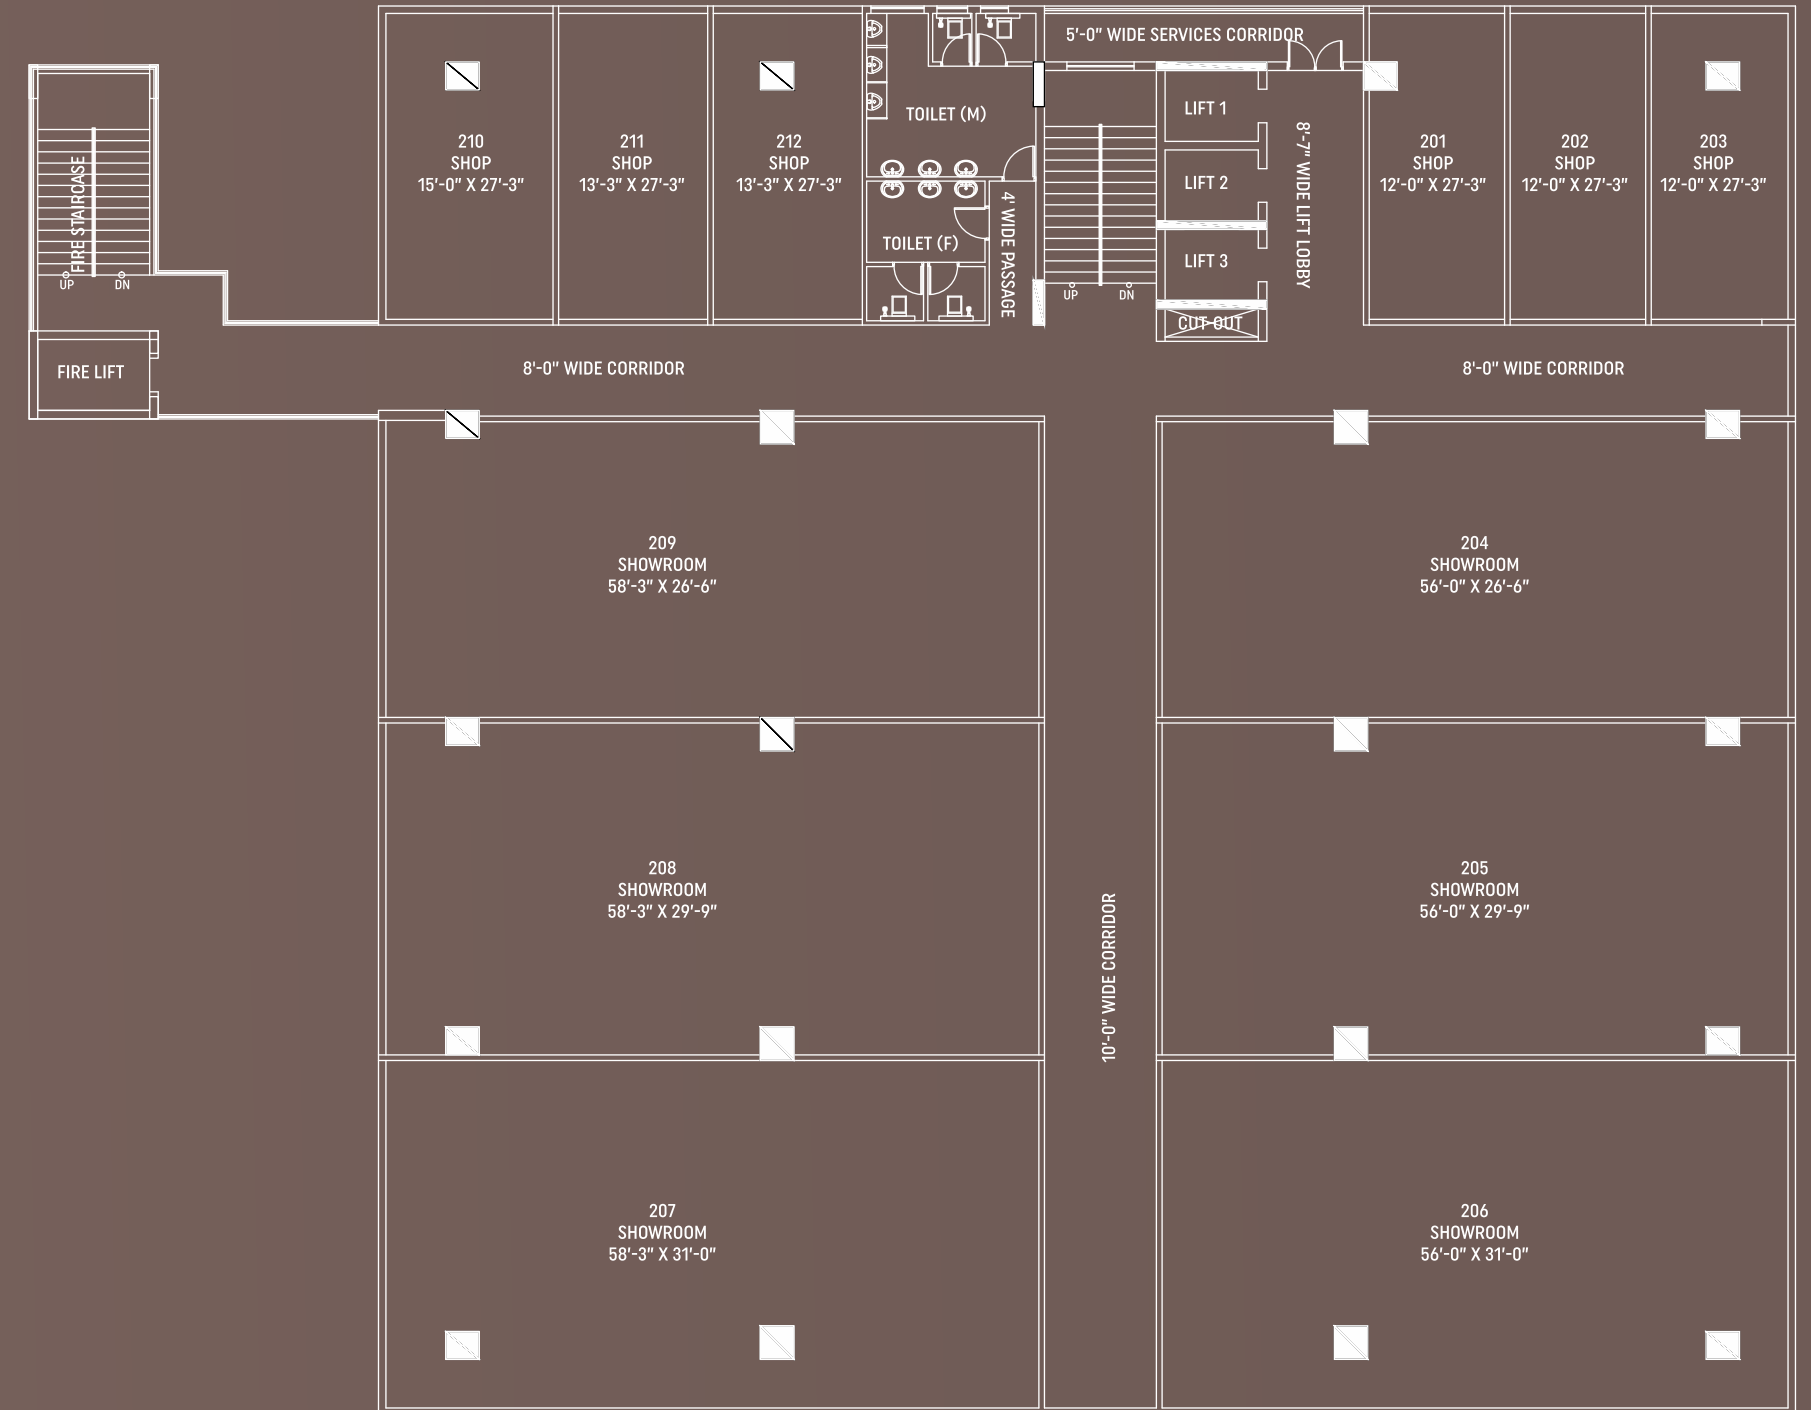 5'-0" WIDE SERVICES CORRIDOR
FIRE STAIRCASE
UP
DN
210
SHOP
15'-0" X 27'-3"
211
SHOP
13'-3" X 27'-3"
212
SHOP
13'-3" X 27'-3"
TOILET (M)
TOILET (F)
4' WIDE PASSAGE
UP
DN
LIFT 1
LIFT 2
LIFT 3
CUT OUT
8'-7" WIDE LIFT LOBBY
201
SHOP
12'-0" X 27'-3"
202
SHOP
12'-0" X 27'-3"
203
SHOP
12'-0" X 27'-3"
FIRE LIFT
8'-0" WIDE CORRIDOR
8'-0" WIDE CORRIDOR
209
SHOWROOM
58'-3" X 26'-6"
204
SHOWROOM
56'-0" X 26'-6"
208
SHOWROOM
58'-3" X 29'-9"
205
SHOWROOM
56'-0" X 29'-9"
10'-0" WIDE CORRIDOR
207
SHOWROOM
58'-3" X 31'-0"
206
SHOWROOM
56'-0" X 31'-0"